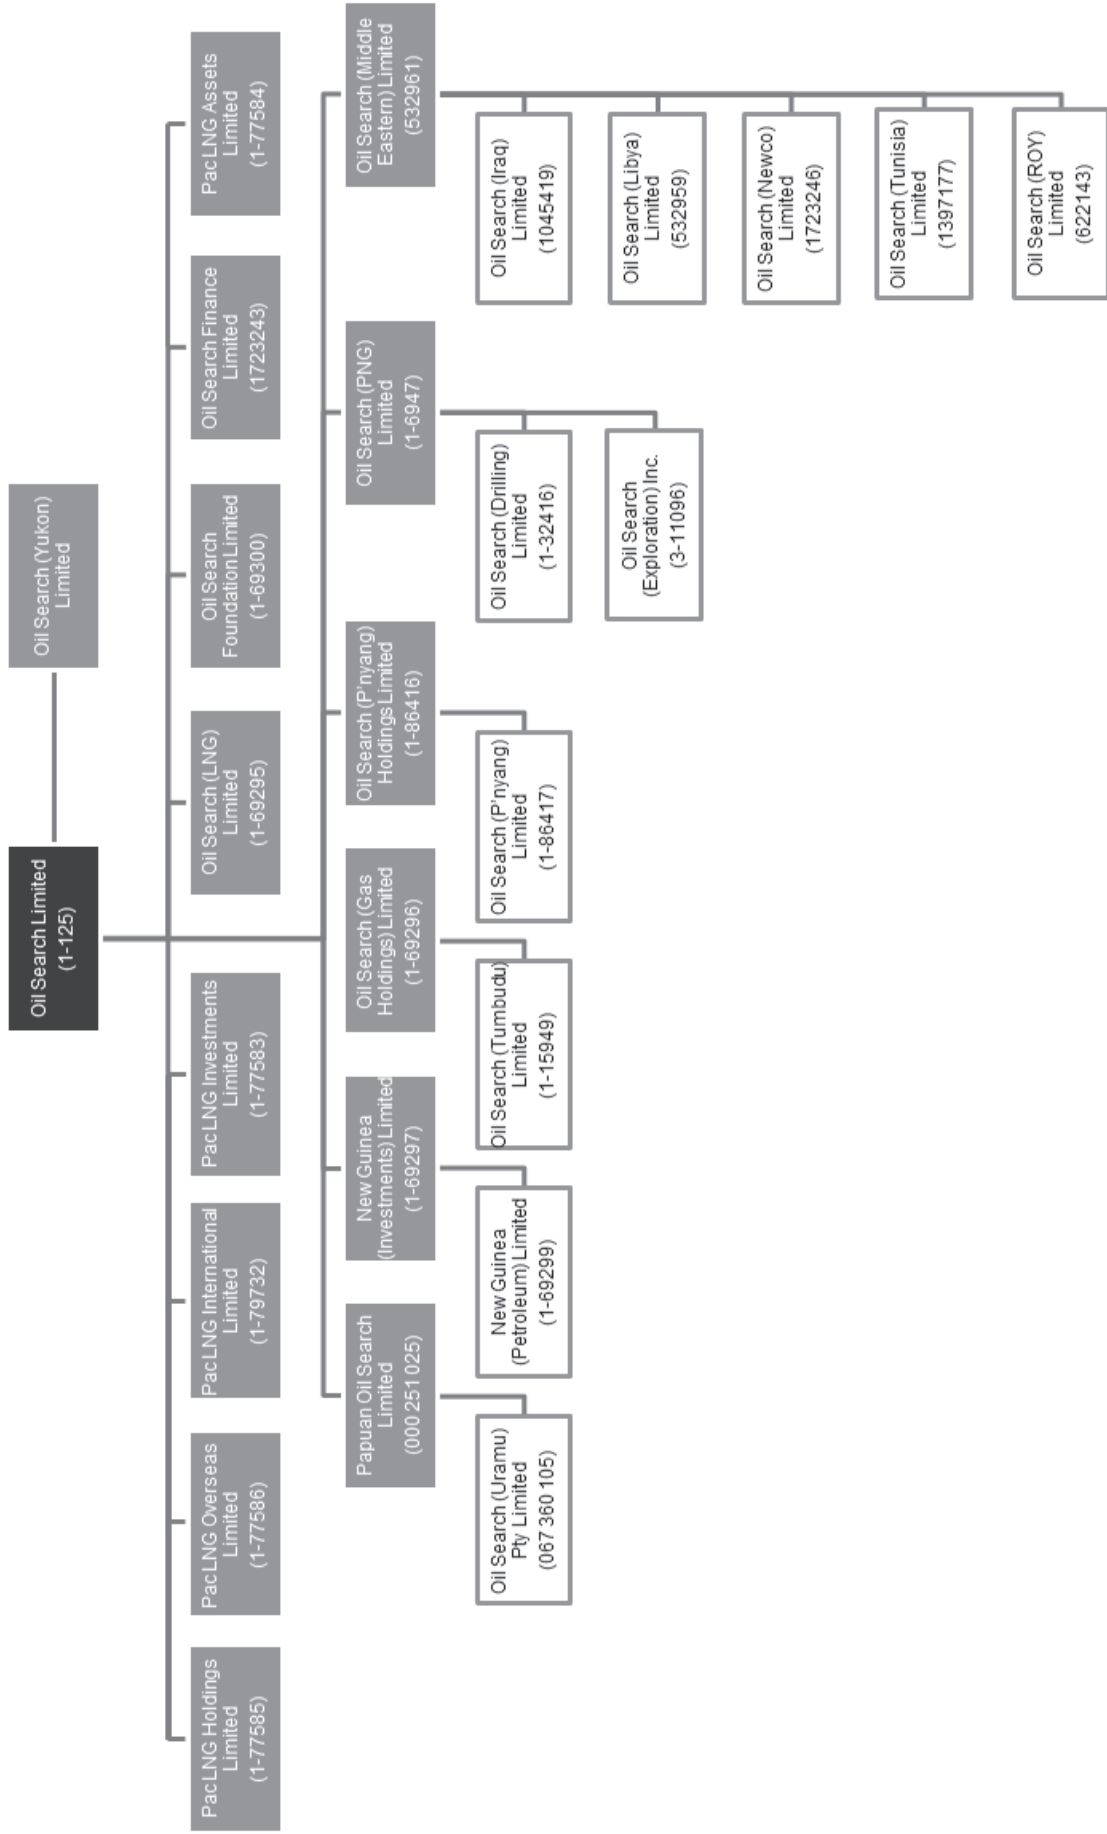 Oil Search Limited
(1-125)
Oil Search (Yukon)
Limited
PacLNG Holdings
Limited
(1-77585)
PacLNG Overseas
Limited
(1-77586)
PacLNG International
Limited
(1-79732)
PacLNG Investments
Limited
(1-77583)
Oil Search (LNG)
Limited
(1-69295)
Oil Search
Foundation Limited
(1-69300)
Oil Search Finance
Limited
(1723243)
PacLNG Assets
Limited
(1-77584)
Papuan Oil Search
Limited
(000 251 025)
New Guinea
(Investments) Limited
(1-69297)
Oil Search (Gas
Holdings) Limited
(1-69296)
Oil Search (P'nyang)
Holdings Limited
(1-86416)
Oil Search (PNG)
Limited
(1-6947)
Oil Search (Middle
Eastern) Limited
(532961)
Oil Search (Uramu)
Pty Limited
(067 360 105)
New Guinea
(Petroleum) Limited
(1-69299)
Oil Search (Tumbudu)
Limited
(1-15949)
Oil Search (P'nyang)
Limited
(1-86417)
Oil Search (Drilling)
Limited
(1-32416)
Oil Search
(Exploration) Inc.
(3-11096)
Oil Search (Iraq)
Limited
(1045419)
Oil Search (Libya)
Limited
(532959)
Oil Search (Newco)
Limited
(1723246)
Oil Search (Tunisia)
Limited
(1397177)
Oil Search (ROY)
Limited
(622143)